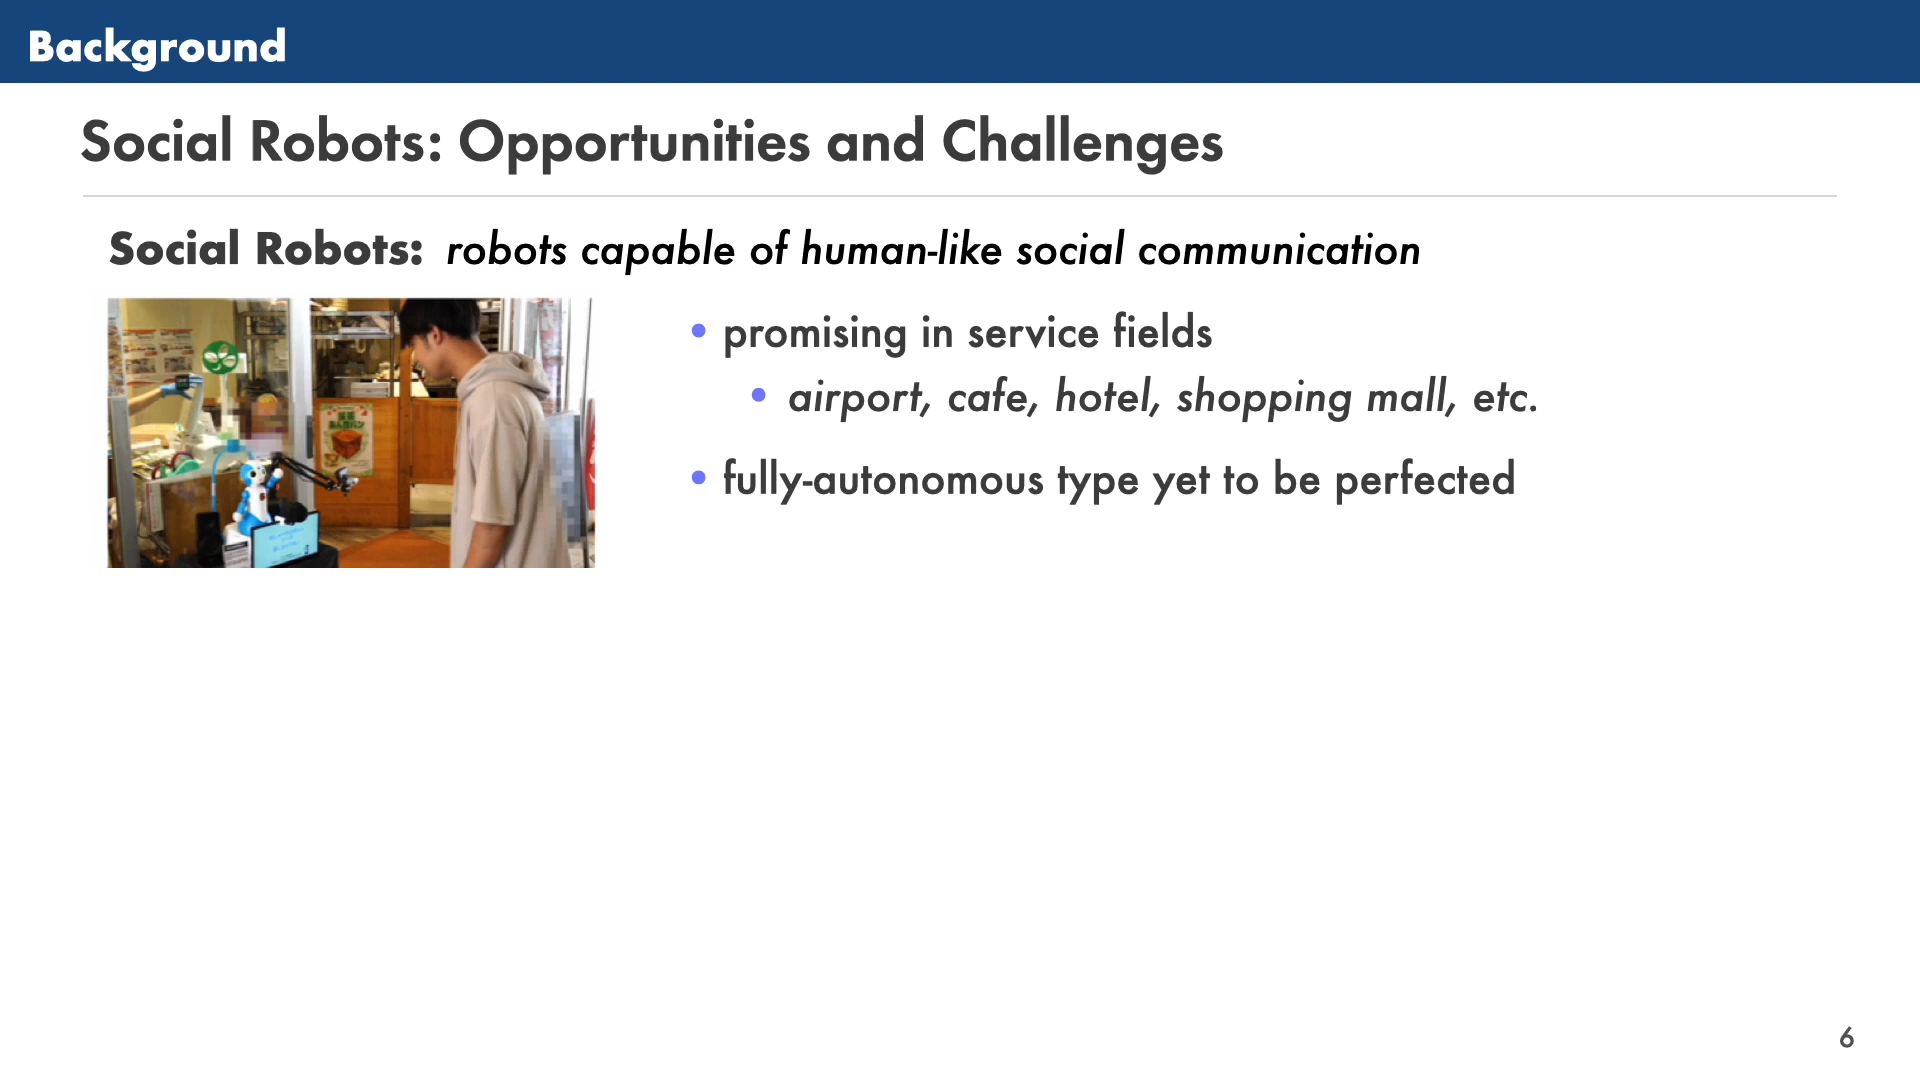 Background
Social Robots: Opportunities and Challenges
Social Robots: robots capable of human-like social communication
• promising in service fields
• airport, cafe, hotel, shopping mall, etc.
• fully-autonomous type yet to be perfected
6